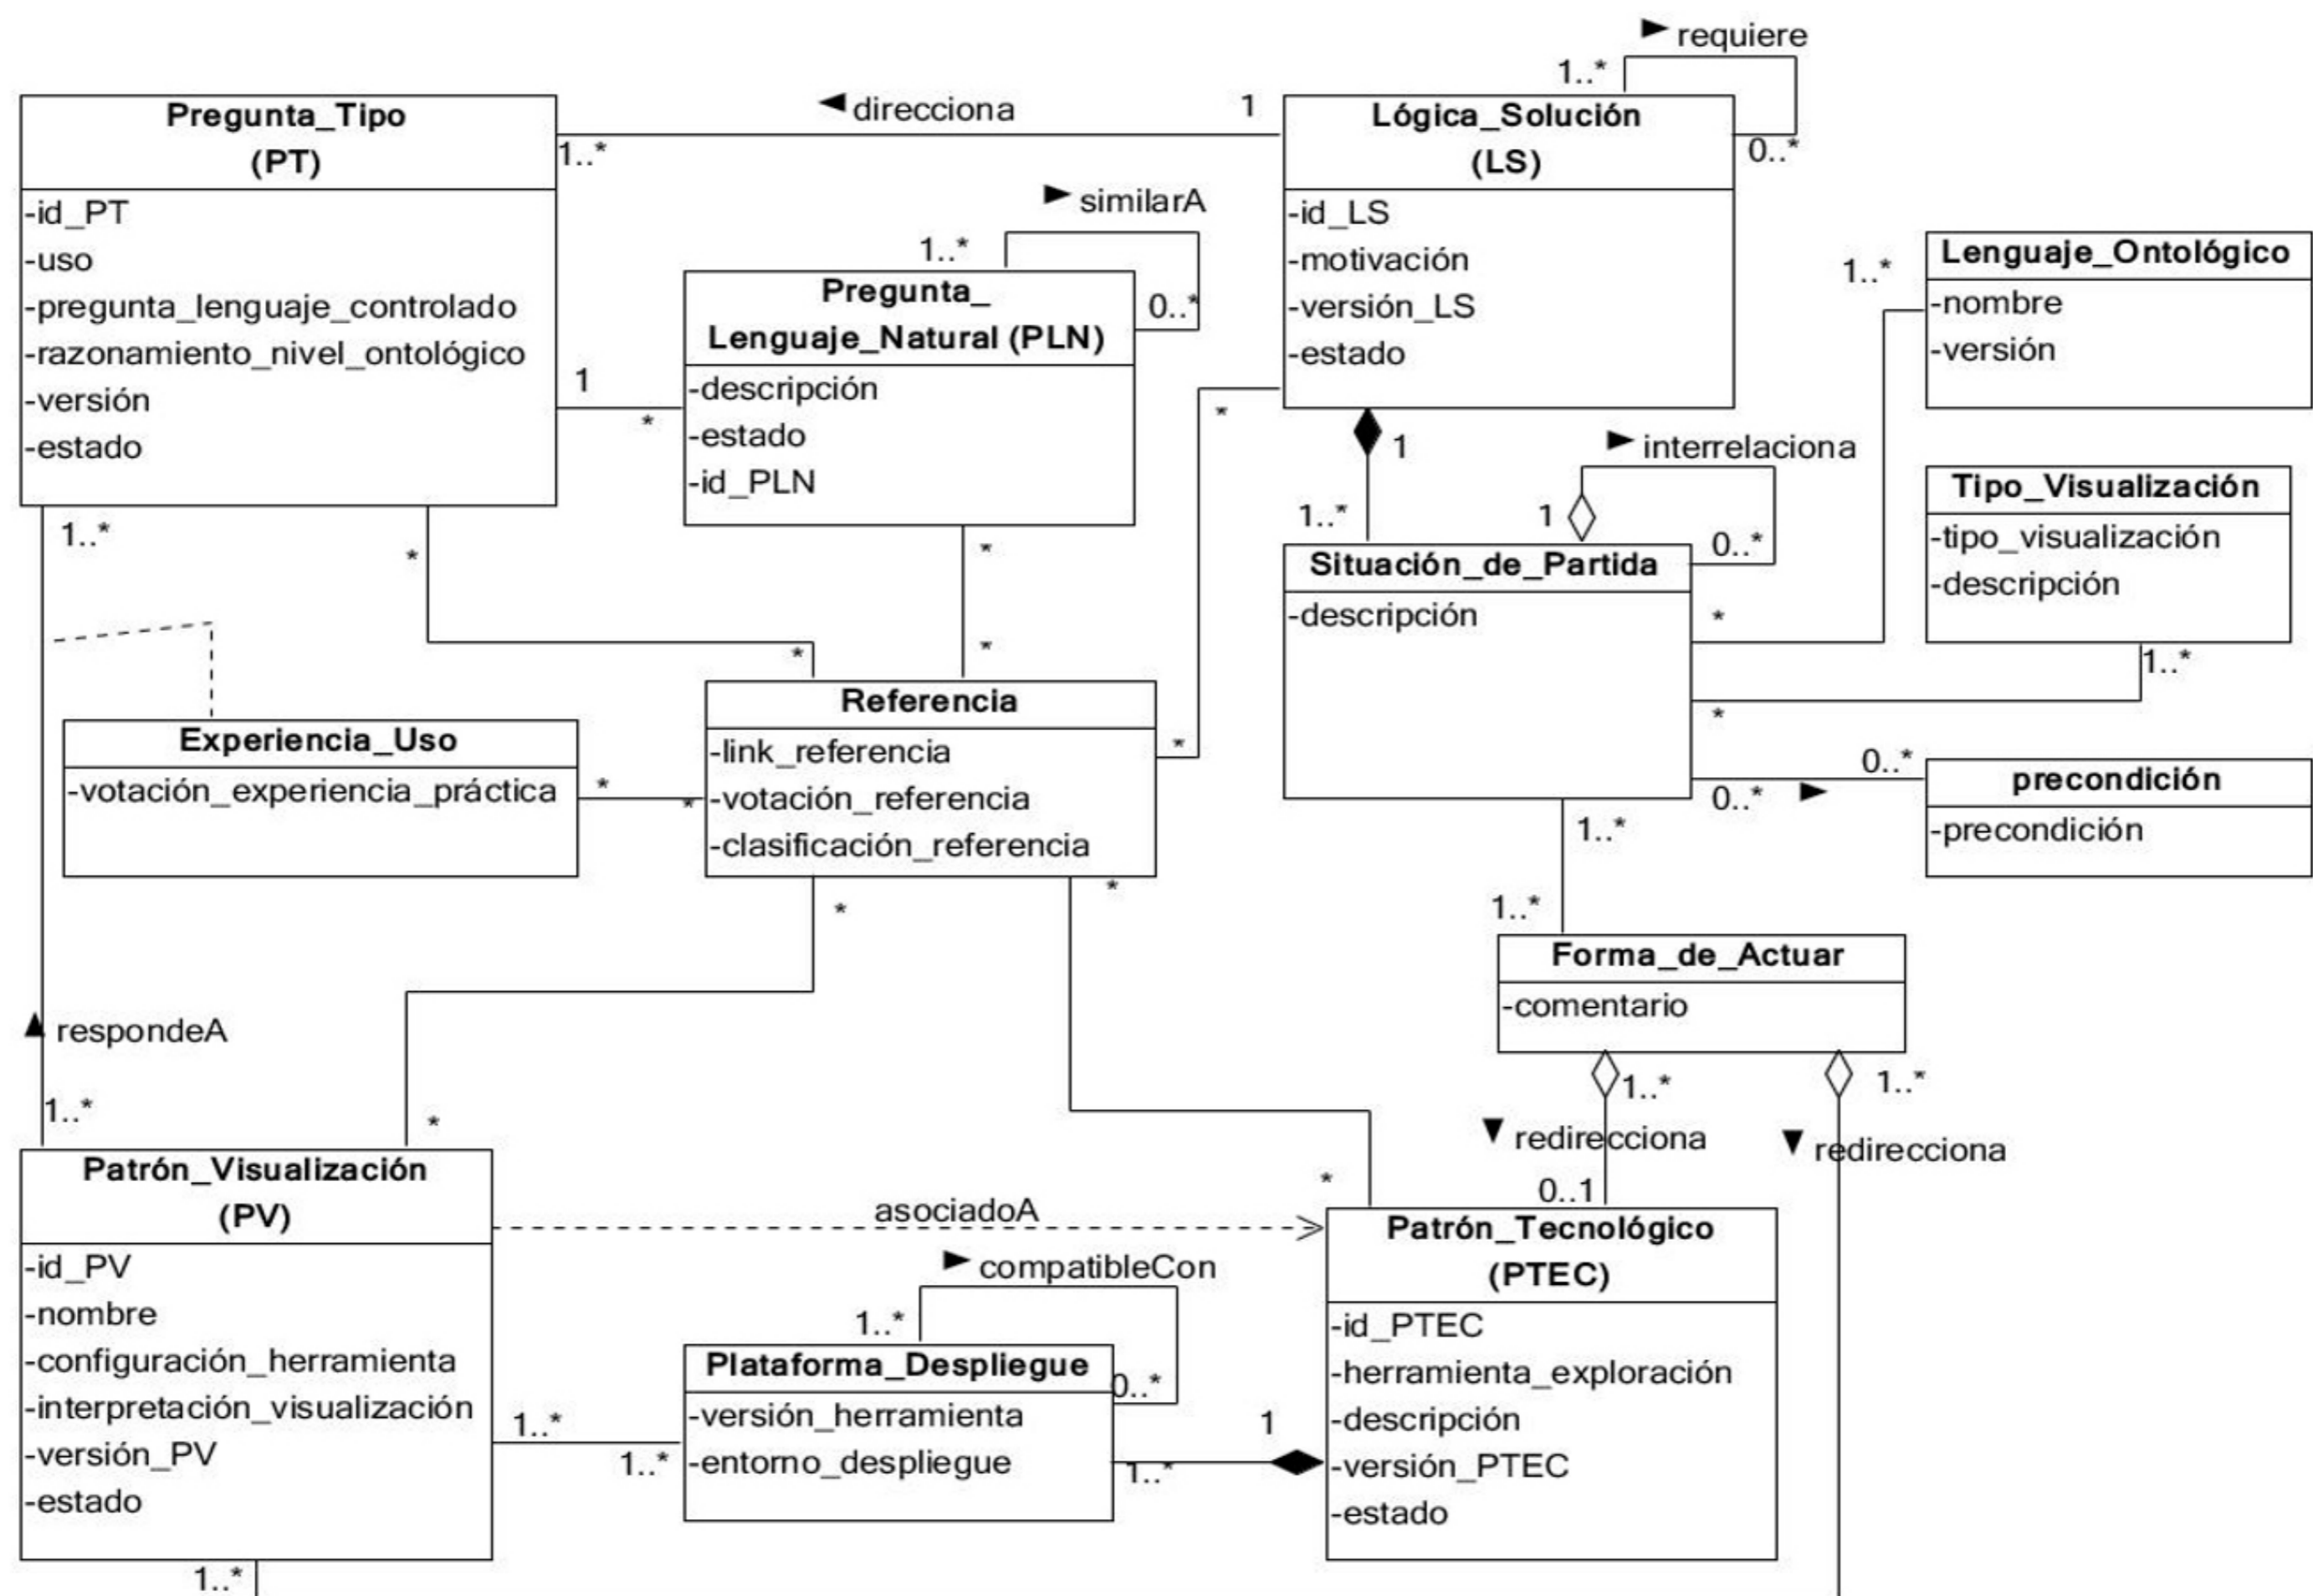 ► requiere
1..*
0..*
◄ direcciona
1
1..*
Pregunta_Tipo
(PT)
-id_PT
-uso
-pregunta_lenguaje_controlado
-razonamiento_nivel_ontológico
-versión
-estado
Lógica_Solución
(LS)
-id_LS
-motivación
-versión_LS
-estado
► similarA
1..*
0..*
Pregunta_
Lenguaje_Natural (PLN)
-descripción
-estado
-id_PLN
1
*
Lenguaje_Ontológico
-nombre
-versión
1..*
*
1
1..*
► interrelaciona
1
0..*
Tipo_Visualización
-tipo_visualización
-descripción
1..*
Situación_de_Partida
-descripción
*
*
1..*
*
*
*
*
Referencia
-link_referencia
-votación_referencia
-clasificación_referencia
*
Experiencia_Uso
-votación_experiencia_práctica
*
*
0..*
0..* ►
precondición
-precondición
1..*
1..*
*
*
Forma_de_Actuar
-comentario
1..*
1..*
▼ redirecciona
▼ redirecciona
0..1
▲ respondeA
1..*
*
*
Patrón_Visualización
(PV)
-id_PV
-nombre
-configuración_herramienta
-interpretación_visualización
-versión_PV
-estado
asociadoA
► compatibleCon
1..*
0..*
Plataforma_Despliegue
-versión_herramienta
-entorno_despliegue
1..*
1..*
1..*
1
Patrón_Tecnológico
(PTEC)
-id_PTEC
-herramienta_exploración
-descripción
-versión_PTEC
-estado
1..*